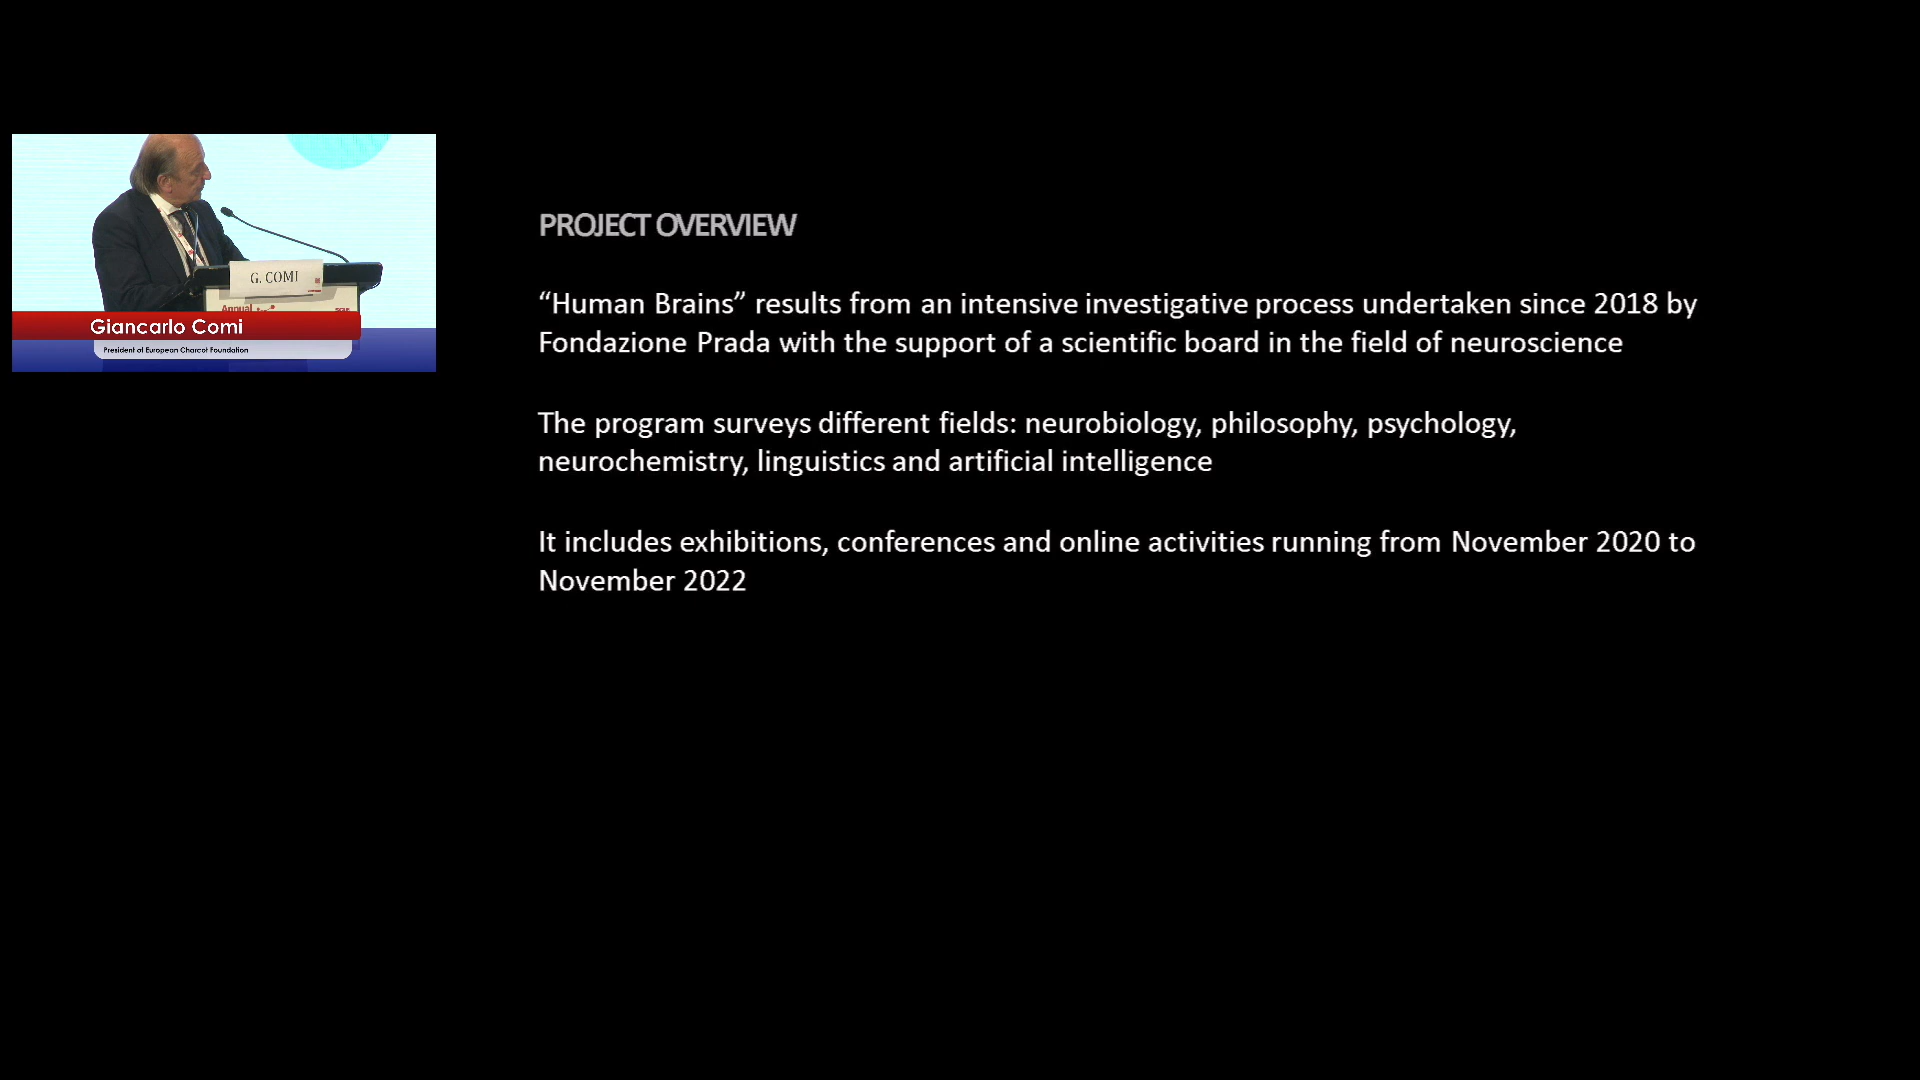 G. COMI
Annual
Giancarlo Comi
President of European Charcot Foundation
PROJECT OVERVIEW
“Human Brains” results from an intensive investigative process undertaken since 2018 by
Fondazione Prada with the support of a scientific board in the field of neuroscience
The program surveys different fields: neurobiology, philosophy, psychology,
neurochemistry, linguistics and artificial intelligence
It includes exhibitions, conferences and online activities running from November 2020 to
November 2022